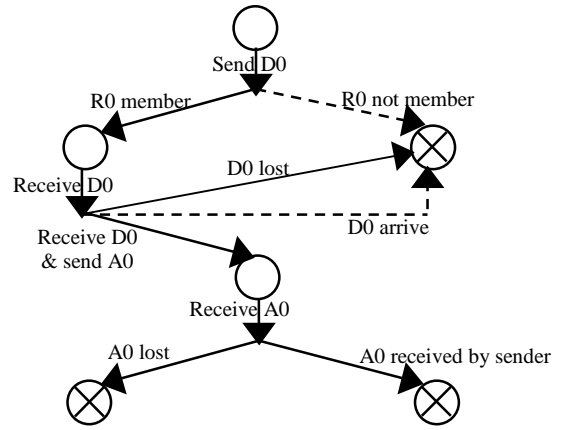 Send D0
R0 member
R0 not member
D0 lost
Receive D0
D0 arrive
Receive D0
& send A0
Receive A0
A0 lost
A0 received by sender